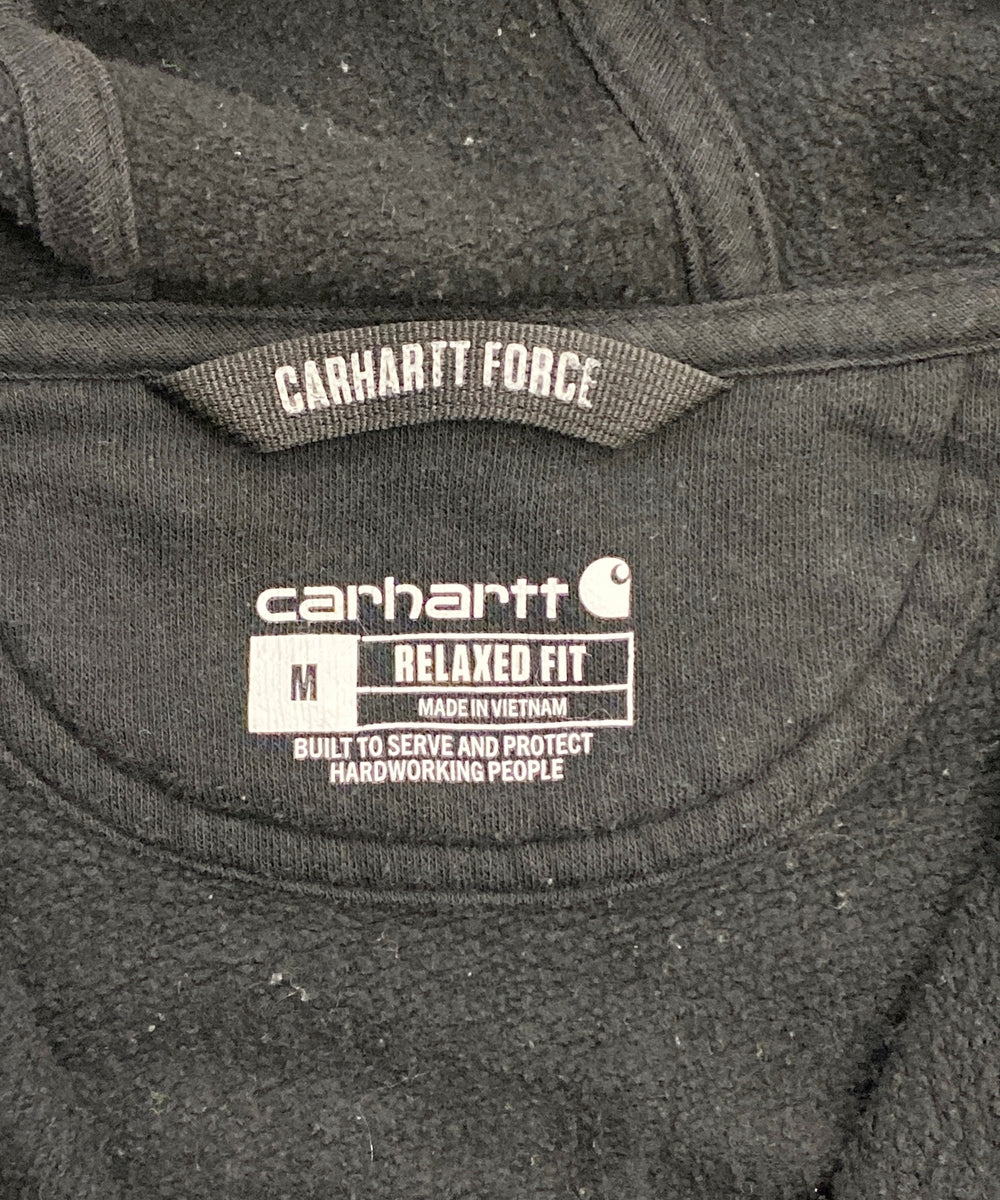 CARHARTT FORCE
carhartt
M
RELAXED FIT
MADE IN VIETNAM
BUILT TO SERVE AND PROTECT
HARDWORKING PEOPLE